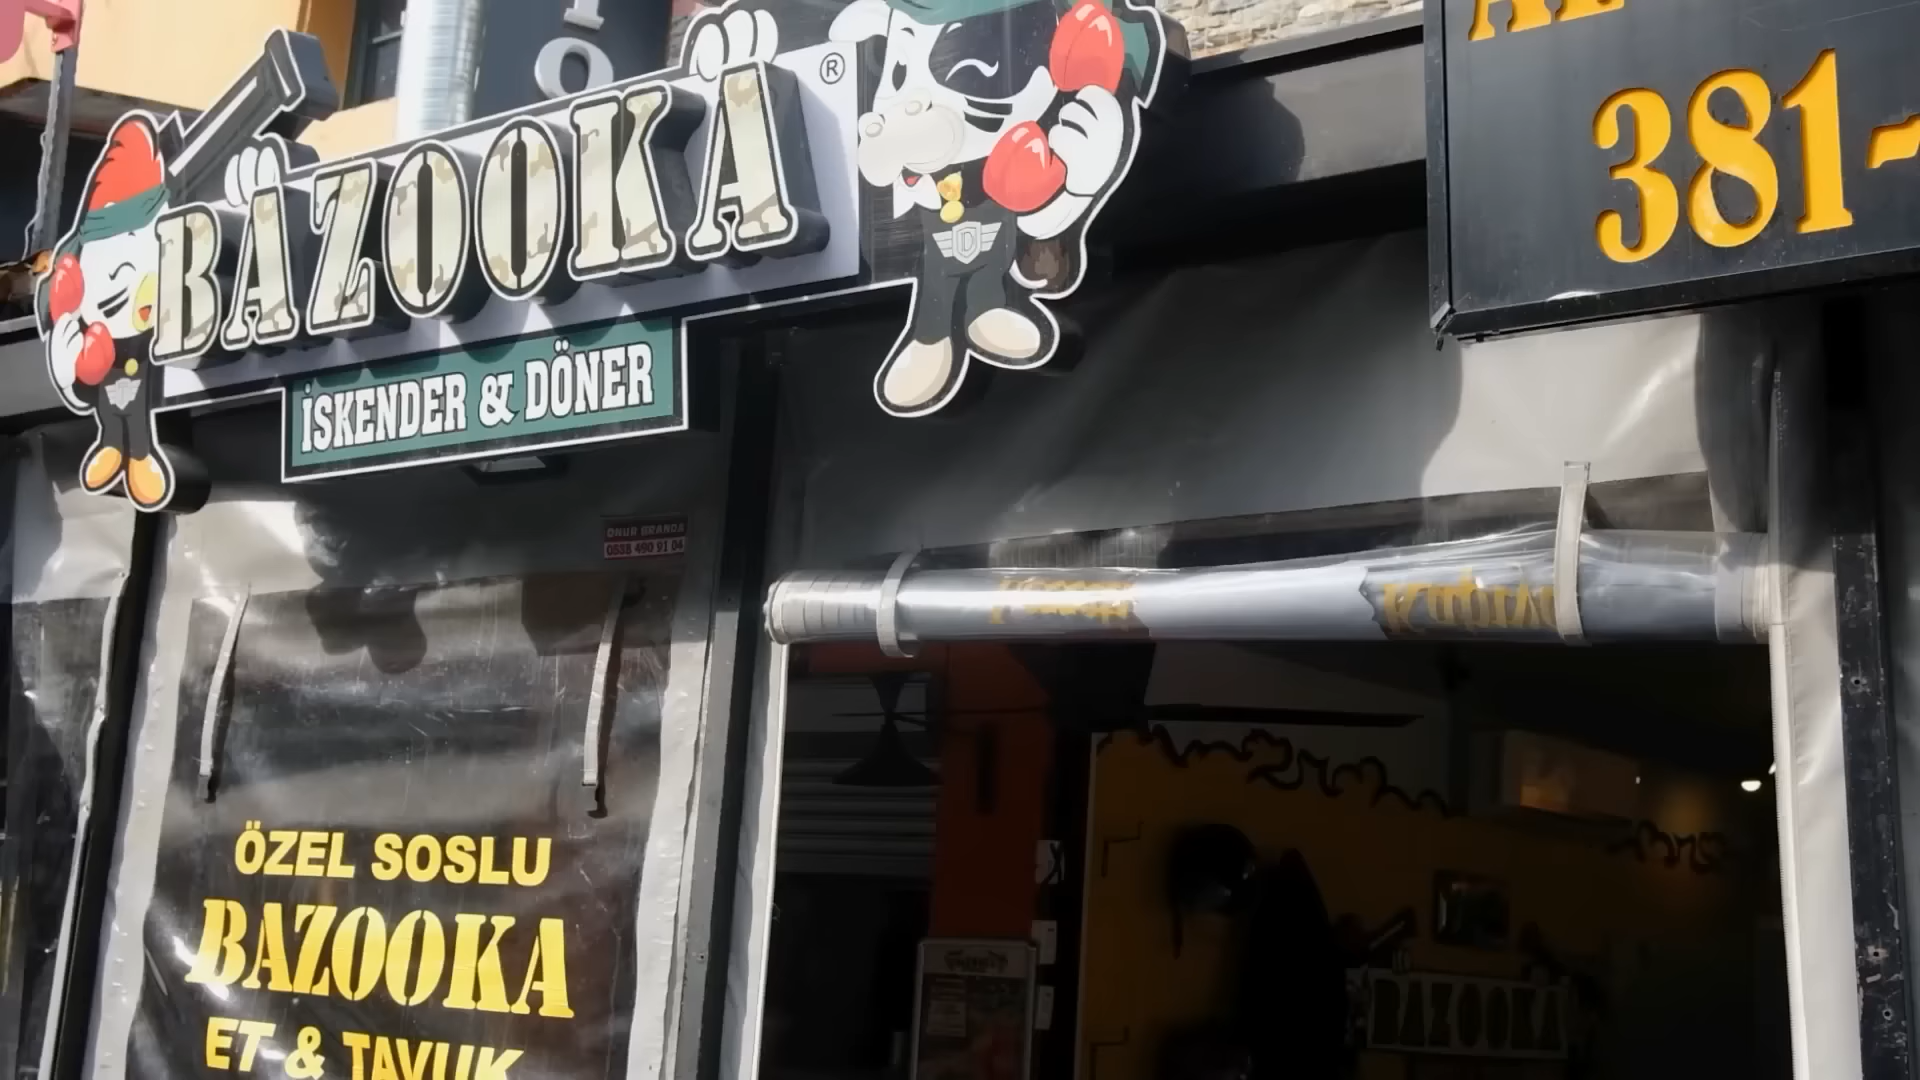 BAZOOKA ®
İSKENDER & DÖNER
381-
ONUR BRANDA
0538 490 91 04
ÖZEL SOSLU
BAZOOKA
ET & TAVUK
BAZOOKA